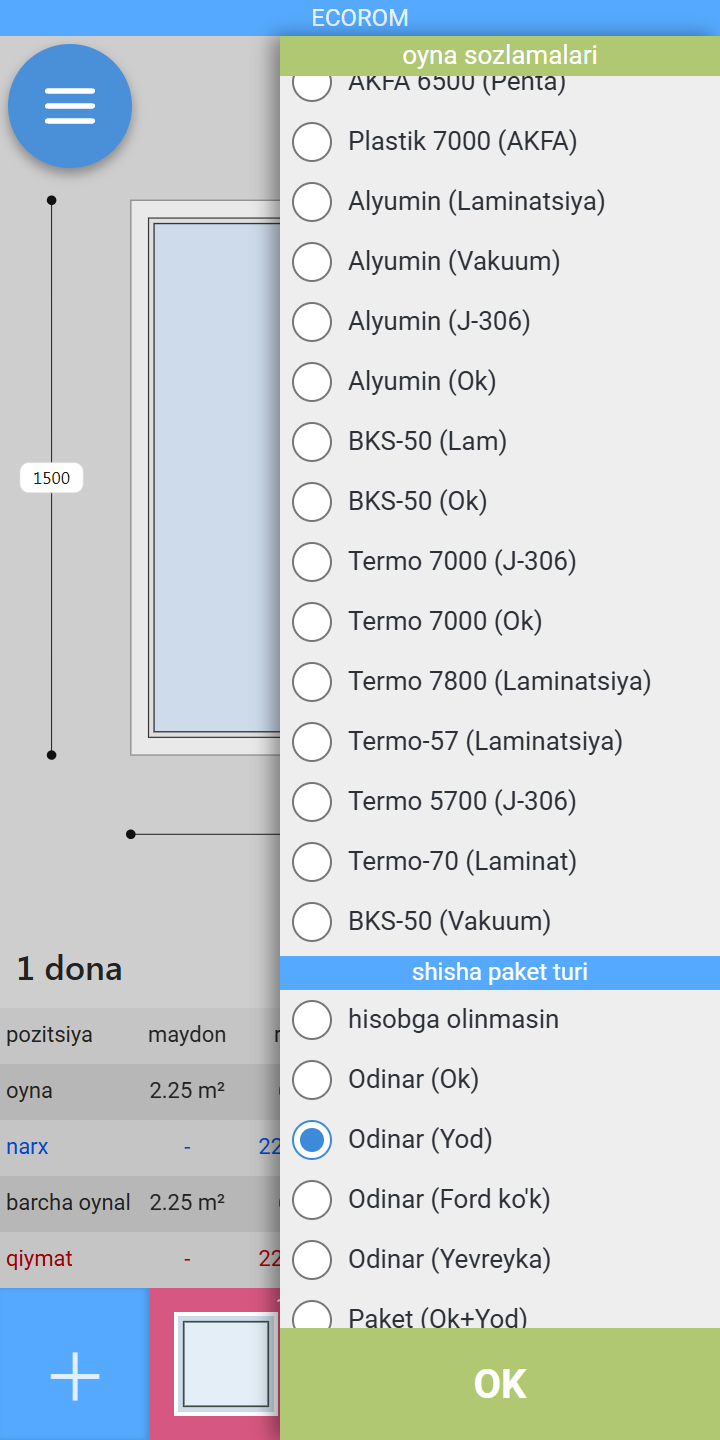 ECOROM
oyna sozlamalari
AKFA 6500 (Penta)
Plastik 7000 (AKFA)
Alyumin (Laminatsiya)
Alyumin (Vakuum)
Alyumin (J-306)
Alyumin (Ok)
BKS-50 (Lam)
BKS-50 (Ok)
Termo 7000 (J-306)
Termo 7000 (Ok)
Termo 7800 (Laminatsiya)
Termo-57 (Laminatsiya)
Termo 5700 (J-306)
Termo-70 (Laminat)
BKS-50 (Vakuum)
shisha paket turi
hisobga olinmasin
Odinar (Ok)
Odinar (Yod)
Odinar (Ford ko'k)
Odinar (Yevreyka)
Paket (Ok+Yod)
OK
1500
1 dona
pozitsiya maydon
oyna 2.25 m²
narx - 22
barcha oynal 2.25 m²
qiymat - 22